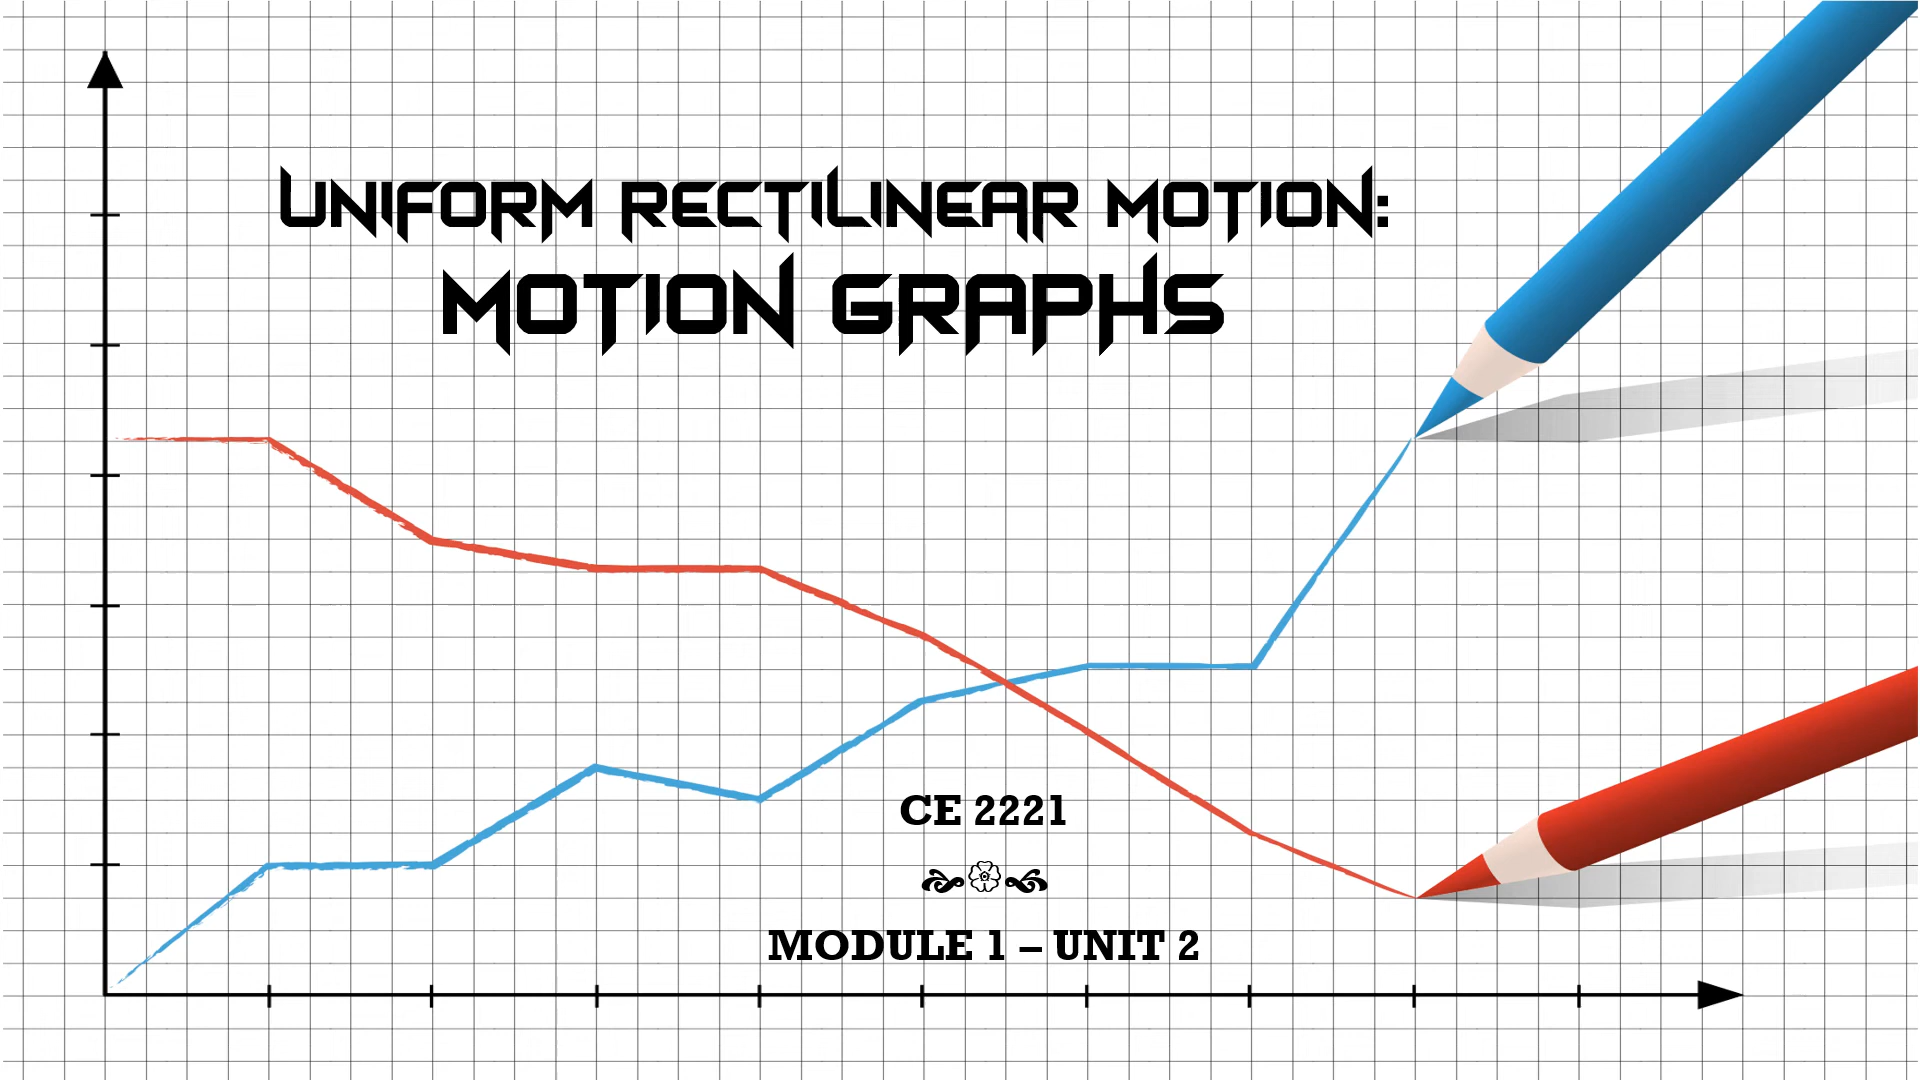 UNIFORM RECTILINEAR MOTION:
MOTION GRAPHS
CE 2221
MODULE 1 – UNIT 2